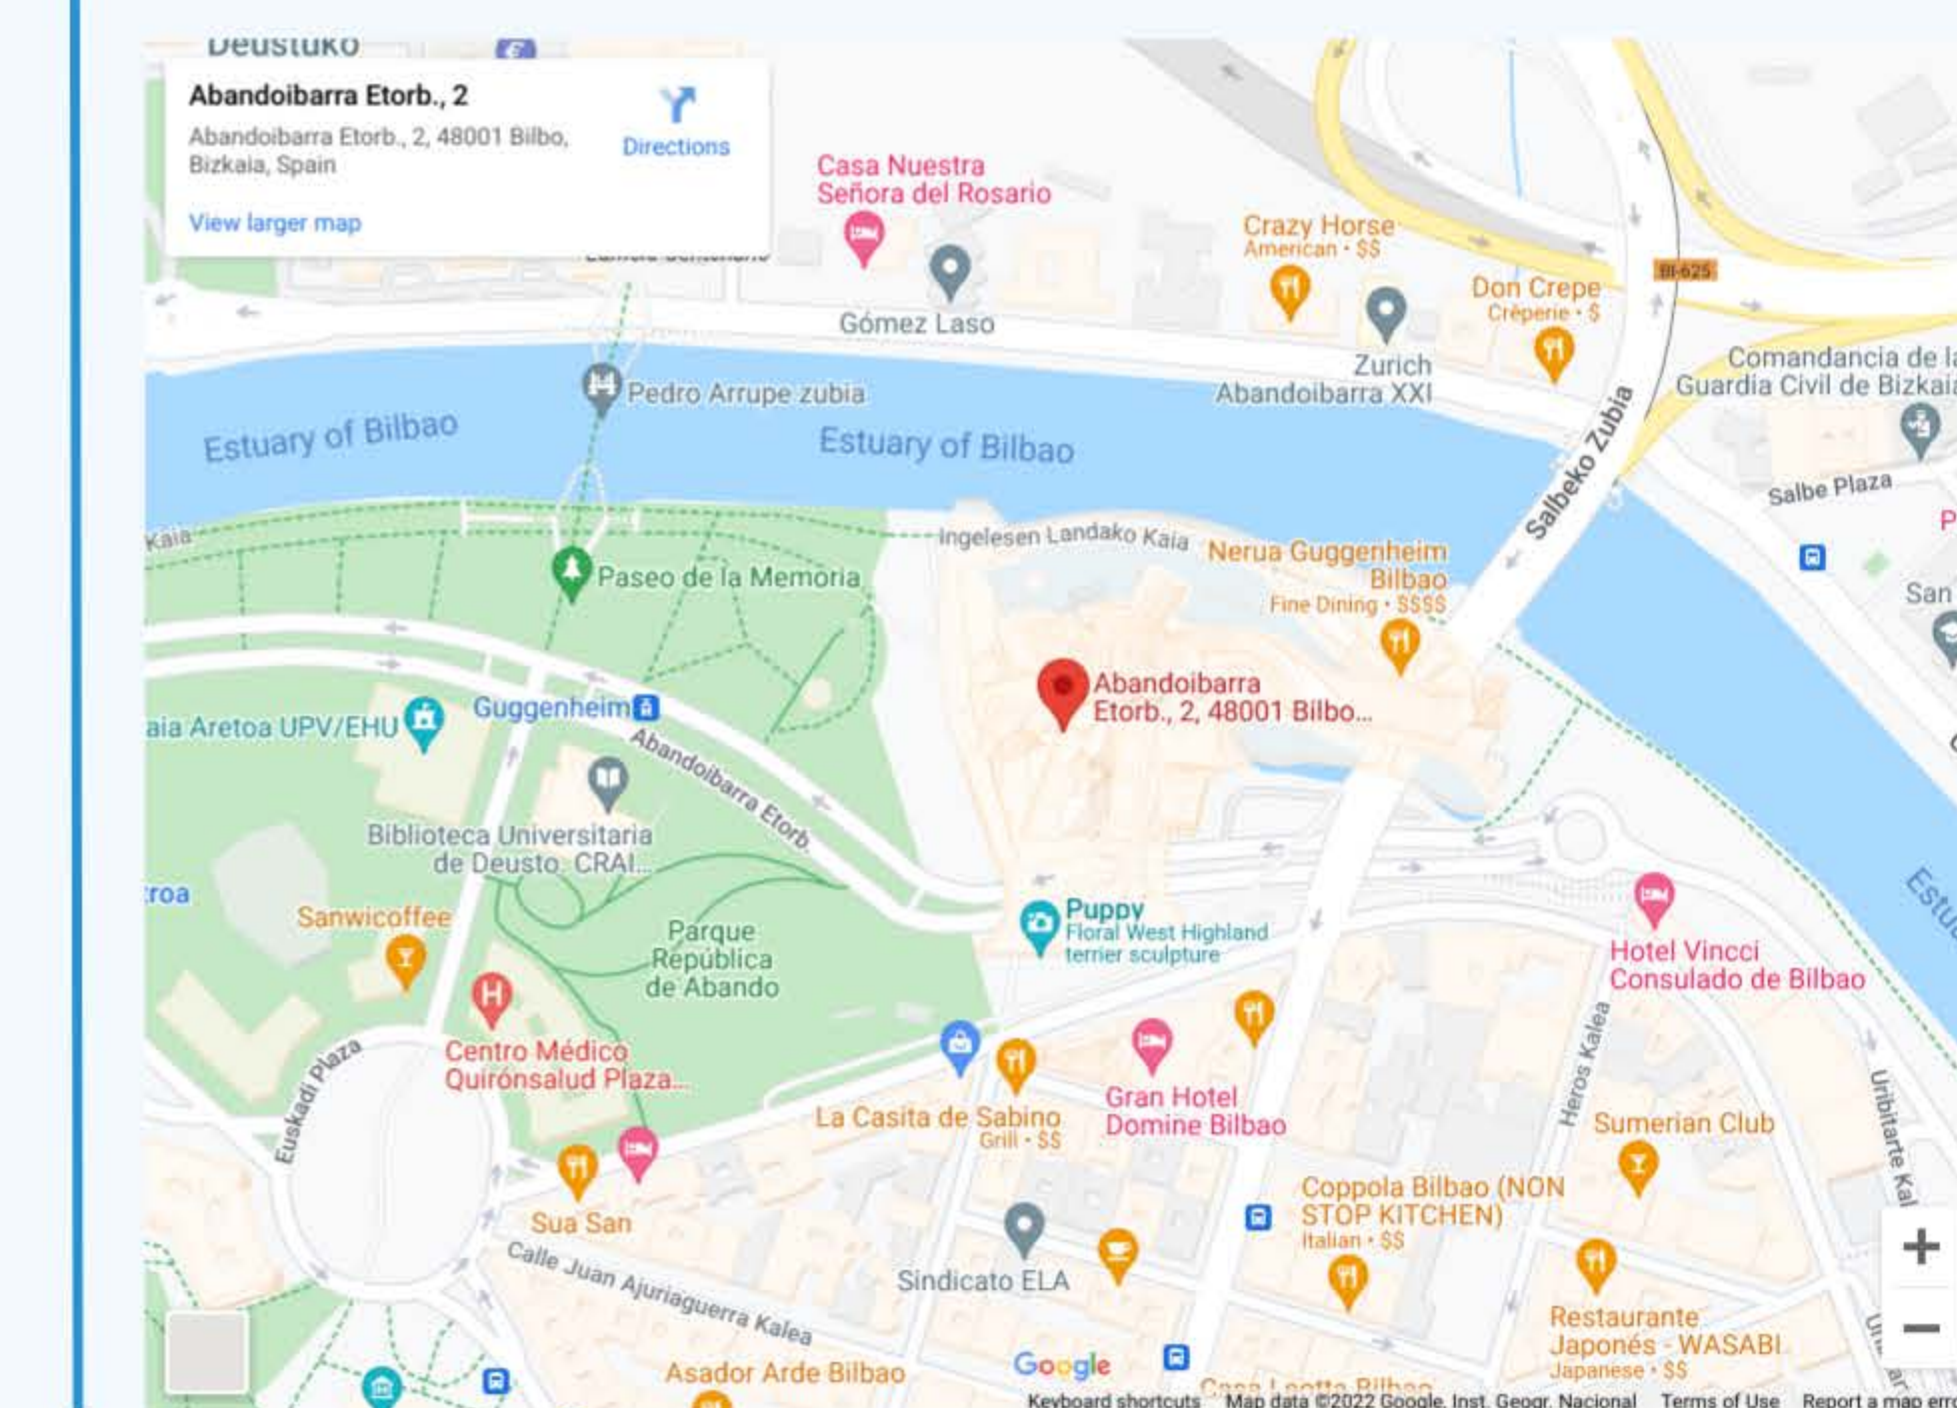 Deustuko
Abandoibarra Etorb., 2
Abandoibarra Etorb., 2, 48001 Bilbo,
Bizkaia, Spain
Directions
View larger map
Casa Nuestra
Señora del Rosario
Gómez Laso
Crazy Horse
American • $$
Don Crepe
Crêperie • $
BI-625
Zurich
Abandoibarra XXI
Comandancia de la
Guardia Civil de Bizkaia
Salbe Plaza
Salbeko Zubia
Pedro Arrupe zubia
Estuary of Bilbao
Estuary of Bilbao
Kaia
Ingelesen Landako Kaia
Nerua Guggenheim
Bilbao
Fine Dining • $$$$
P
San
Paseo de la Memoria
Abandoibarra
Etorb., 2, 48001 Bilbo...
Guggenheim
aia Aretoa UPV/EHU
Abandoibarra Etorb.
Biblioteca Universitaria
de Deusto. CRAI...
troa
Sanwicoffee
Parque
República
de Abando
Puppy
Floral West Highland
terrier sculpture
Hotel Vincci
Consulado de Bilbao
Estu
H
Centro Médico
Quirónsalud Plaza...
Euskadi Plaza
La Casita de Sabino
Grill • $$
Gran Hotel
Domine Bilbao
Heros Kalea
Sumerian Club
Uribitarte Kal
Sua San
Calle Juan Ajuriaguerra Kalea
Sindicato ELA
Coppola Bilbao (NON
STOP KITCHEN)
Italian • $$
Restaurante
Japonés - WASABI
Japanese • $$
Asador Arde Bilbao
Google
Keyboard shortcuts Map data ©2022 Google, Inst. Geogr. Nacional Terms of Use Report a map erro